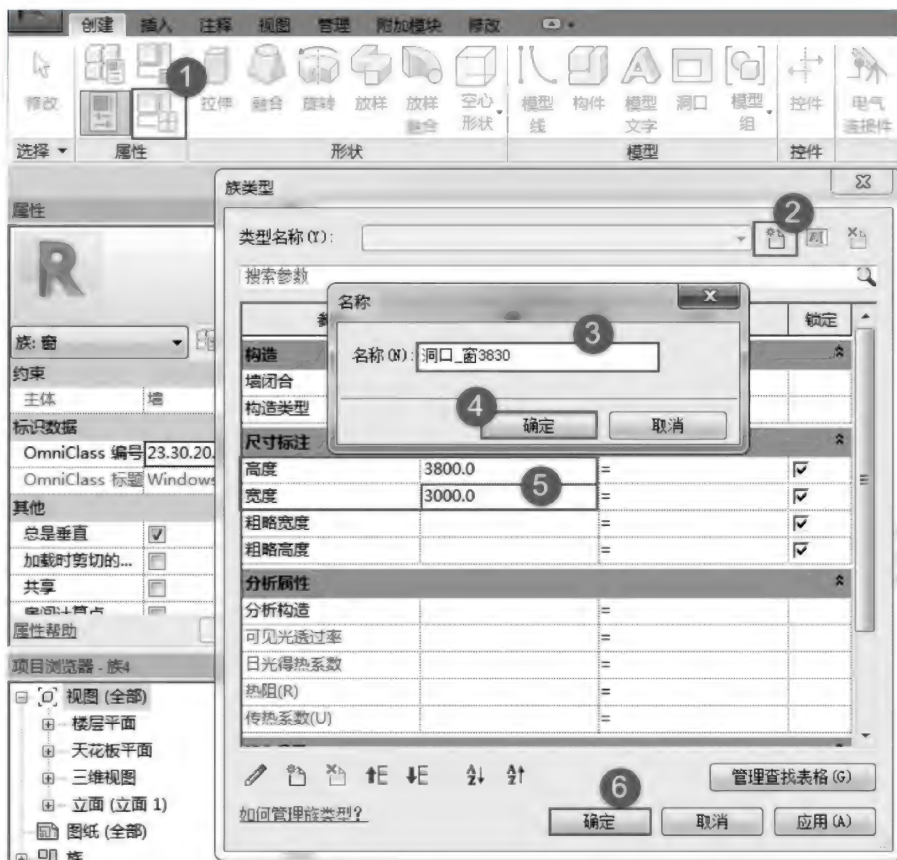 创建 插入 注释 视图 管理 附加模块 修改
1
修改 拉伸 融合 旋转 放样 放样融合 空心形状 模型线 构件 模型文字 洞口 模型组 控件 电气连接件
选择 属性 形状 模型 控件
族类型
属性
2
类型名称(Y):
搜索参数
R
名称
锁定
3
族: 窗
构造
名称(N): 洞口_窗3830
约束
墙闭合
主体 墙
构造类型
4
确定 取消
标识数据
尺寸标注
OmniClass 编号 23.30.20.
高度 3800.0 =
OmniClass 标题 Windows
宽度 3000.0 =
5
其他
粗略宽度 =
总是垂直
粗略高度 =
加载时剪切的...
分析属性
共享
分析构造 =
房间计算点
可见光透过率 =
属性帮助
日光得热系数 =
项目浏览器 - 族4
热阻(R) =
视图 (全部)
传热系数(U) =
楼层平面
天花板平面
三维视图
6
管理查找表格(G)
立面 (立面 1)
如何管理族类型?
确定 取消 应用(A)
图纸 (全部)
族